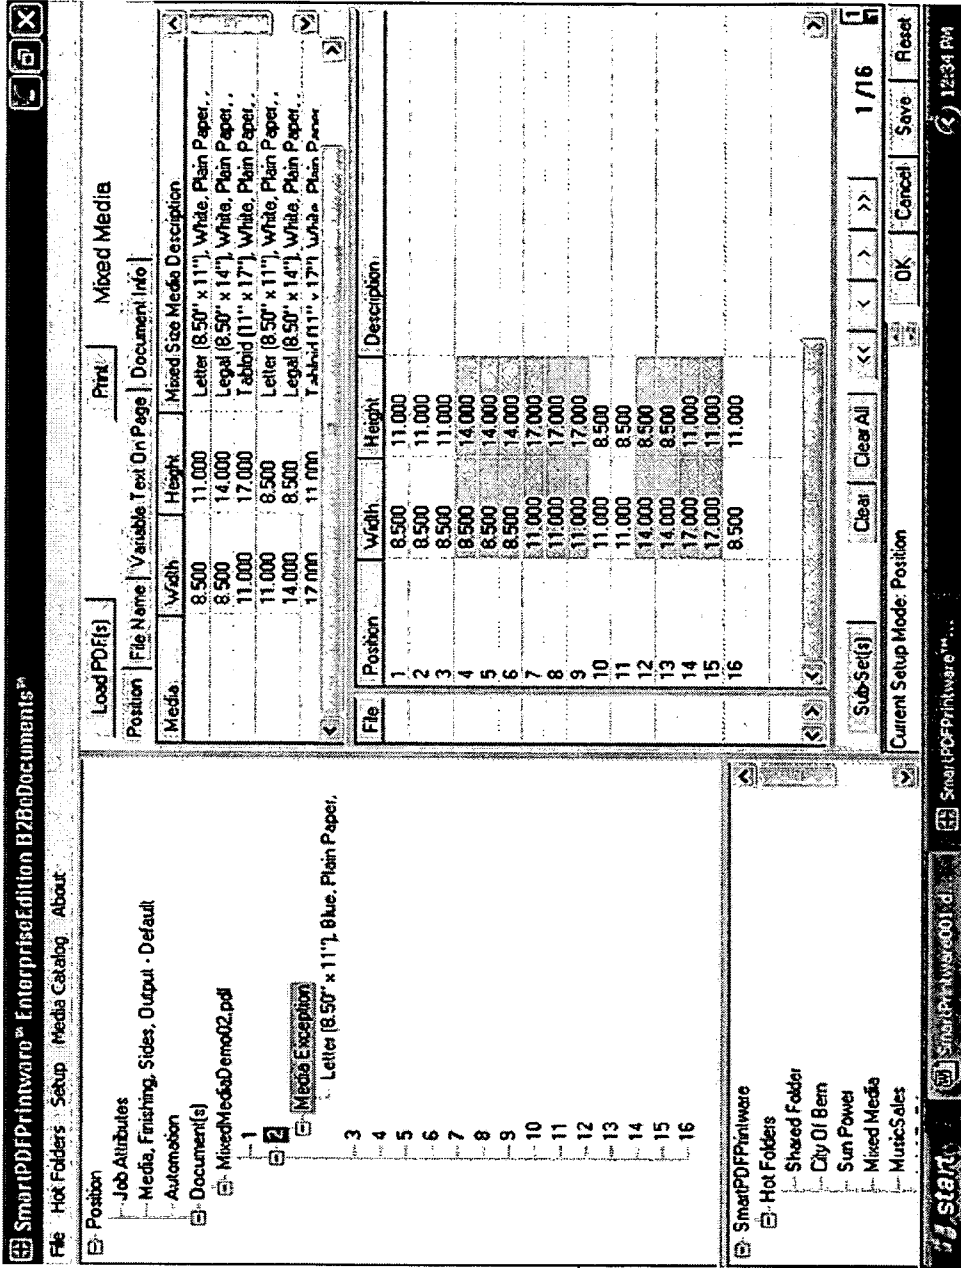 SmartPDFPrintware™ EnterpriseEdition B2BeDocuments™
File Hot Folders Setup Media Catalog About
Position
Job Attributes
Media, Finishing, Sides, Output - Default
Automation
Document(s)
MixedMediaDemo02.pdf
1
2
Media Exception
Letter (8.50" x 11"), Blue, Plain Paper,
3
4
5
6
7
8
9
10
11
12
13
14
15
16
SmartPDFPrintware
Hot Folders
Shared Folder
City Of Bern
Sum Power
Mixed Media
MusicSales
Load PDF(s) Print Mixed Media
Position File Name Variable Text On Page Document Info
Media Width Height Mixed Size Media Description
8.500 11.000 Letter (8.50" x 11"), White, Plain Paper, ,
8.500 14.000 Legal (8.50" x 14"), White, Plain Paper, ,
11.000 17.000 Tabloid (11" x 17"), White, Plain Paper, ,
11.000 8.500 Letter (8.50" x 11"), White, Plain Paper, ,
14.000 8.500 Legal (8.50" x 14"), White, Plain Paper, ,
17.000 11.000 Tabloid (11" x 17"), White, Plain Paper
File Position Width Height Description
1 8.500 11.000
2 8.500 11.000
3 8.500 11.000
4 8.500 14.000
5 8.500 14.000
6 8.500 14.000
7 11.000 17.000
8 11.000 17.000
9 11.000 17.000
10 11.000 8.500
11 11.000 8.500
12 14.000 8.500
13 14.000 8.500
14 17.000 11.000
15 17.000 11.000
16 8.500 11.000
Sub-Set(s) Clear Clear All << < > >> 1 /16
Current Setup Mode: Position OK Cancel Save Reset
start SmartPrintware001.d... SmartPDFPrintware™... 12:34 PM